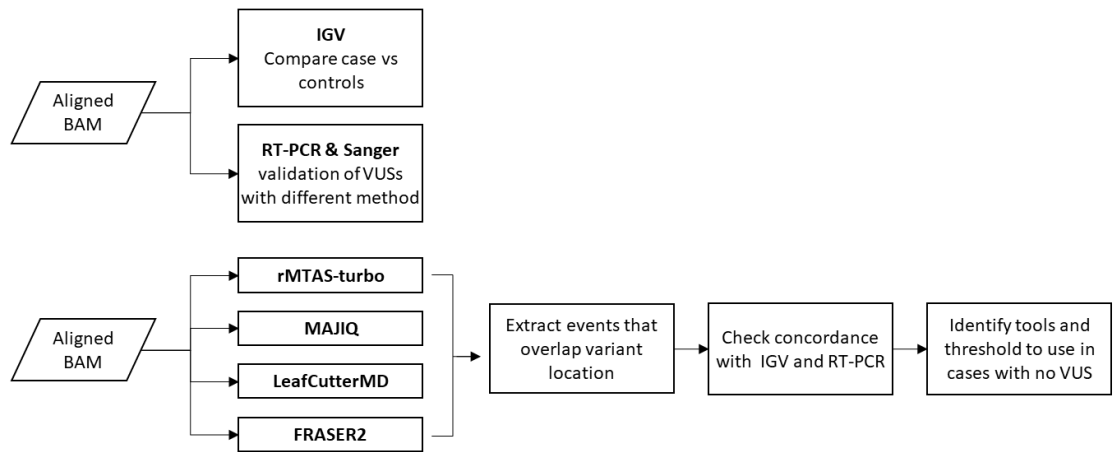 IGV
Compare case vs
controls
Aligned
BAM
RT-PCR & Sanger
validation of VUSs
with different method
rMTAS-turbo
MAJIQ
Aligned
BAM
LeafCutterMD
FRASER2
Extract events that
overlap variant
location
Check concordance
with IGV and RT-PCR
Identify tools and
threshold to use in
cases with no VUS